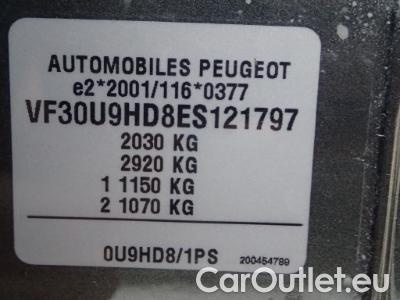 AUTOMOBILES PEUGEOT
e2*2001/116*0377
VF30U9HD8ES121797
2030 KG
2920 KG
1 1150 KG
2 1070 KG
0U9HD8/1PS
200454789
CarOutlet.eu